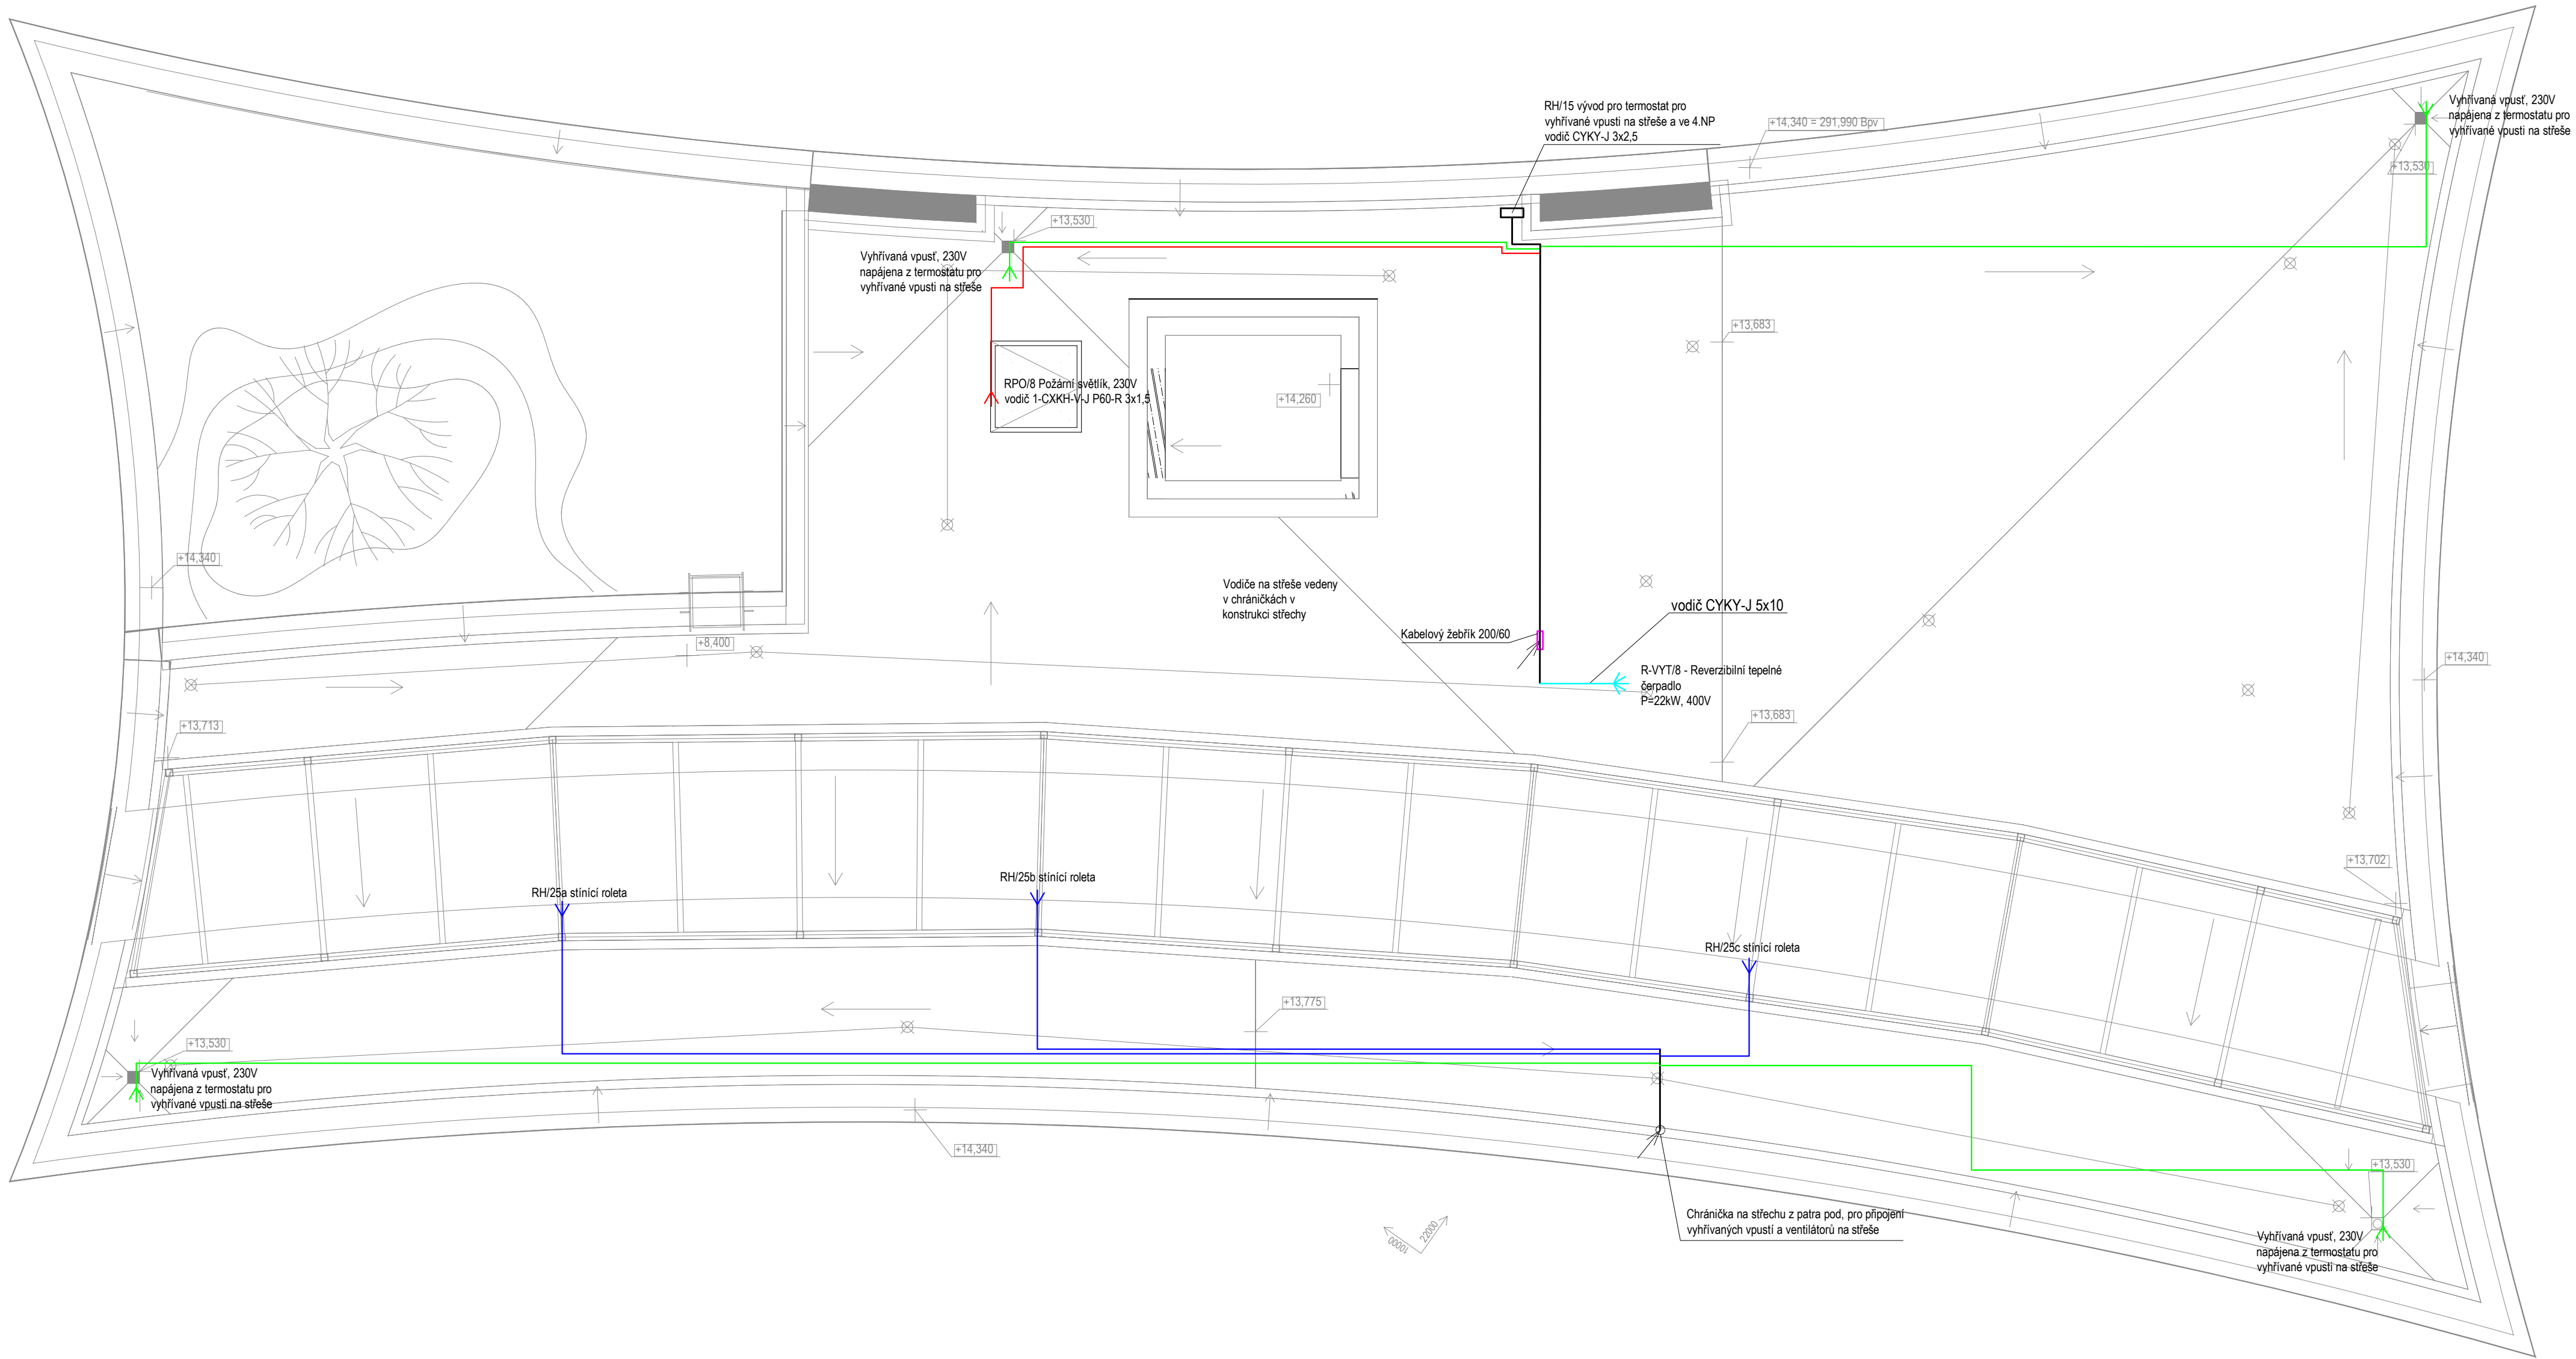 RH/15 vývod pro termostat pro
vyhřívané vpusti na střeše a ve 4.NP
vodič CYKY-J 3x2,5
+14,340 = 291,990 Bpv
Vyhřívaná vpusť, 230V
napájena z termostatu pro
vyhřívané vpusti na střeše
+13,530
+13,530
Vyhřívaná vpusť, 230V
napájena z termostatu pro
vyhřívané vpusti na střeše
+13,683
RPO/8 Požární světlík, 230V
vodič 1-CXKH-V-J P60-R 3x1,5
+14,260
+14,340
Vodiče na střeše vedeny
v chráničkách v
konstrukci střechy
vodič CYKY-J 5x10
Kabelový žebřík 200/60
+8,400
+14,340
R-VYT/8 - Reverzibilní tepelné
čerpadlo
P=22kW, 400V
+13,713
+13,683
+13,702
RH/25a stínící roleta
RH/25b stínící roleta
RH/25c stínící roleta
+13,775
+13,530
Vyhřívaná vpusť, 230V
napájena z termostatu pro
vyhřívané vpusti na střeše
+14,340
+13,530
Chránička na střechu z patra pod, pro připojení
vyhřívaných vpustí a ventilátorů na střeše
10000
22000
Vyhřívaná vpusť, 230V
napájena z termostatu pro
vyhřívané vpusti na střeše